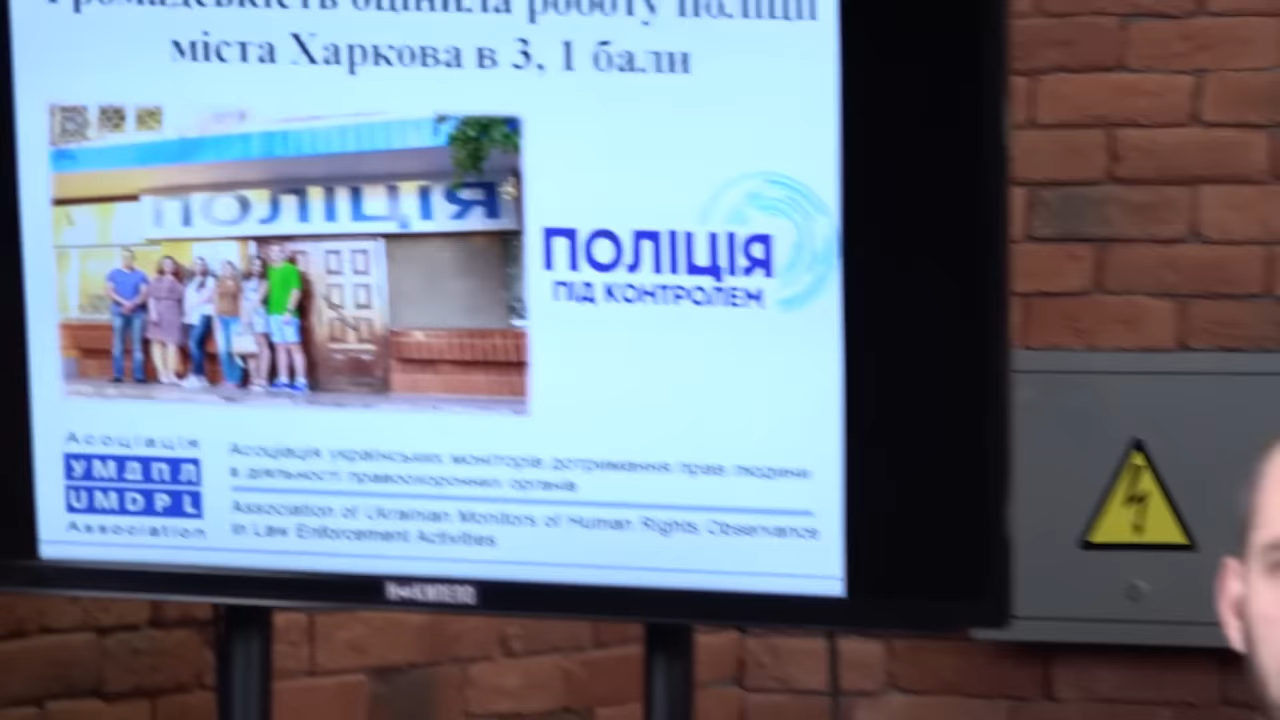 Громадськість оцінила роботу поліції
міста Харкова в 3, 1 бали
ПОЛІЦІЯ
ПОЛІЦІЯ
ПІД КОНТРОЛЕМ
Асоціація
УМДПЛ
UMDPL
Association
Асоціація українських моніторів дотримання прав людини
в діяльності правоохоронних органів
Association of Ukrainian Monitors of Human Rights Observance
in Law Enforcement Activities